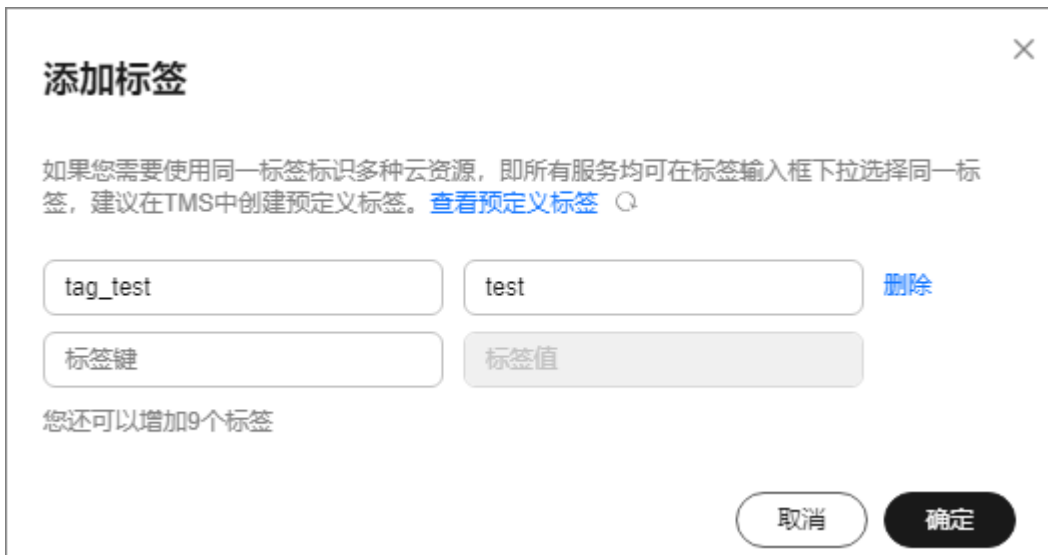 添加标签
如果您需要使用同一标签标识多种云资源，即所有服务均可在标签输入框下拉选择同一标
签，建议在TMS中创建预定义标签。查看预定义标签
tag_test test 删除
标签键 标签值
您还可以增加9个标签
取消 确定